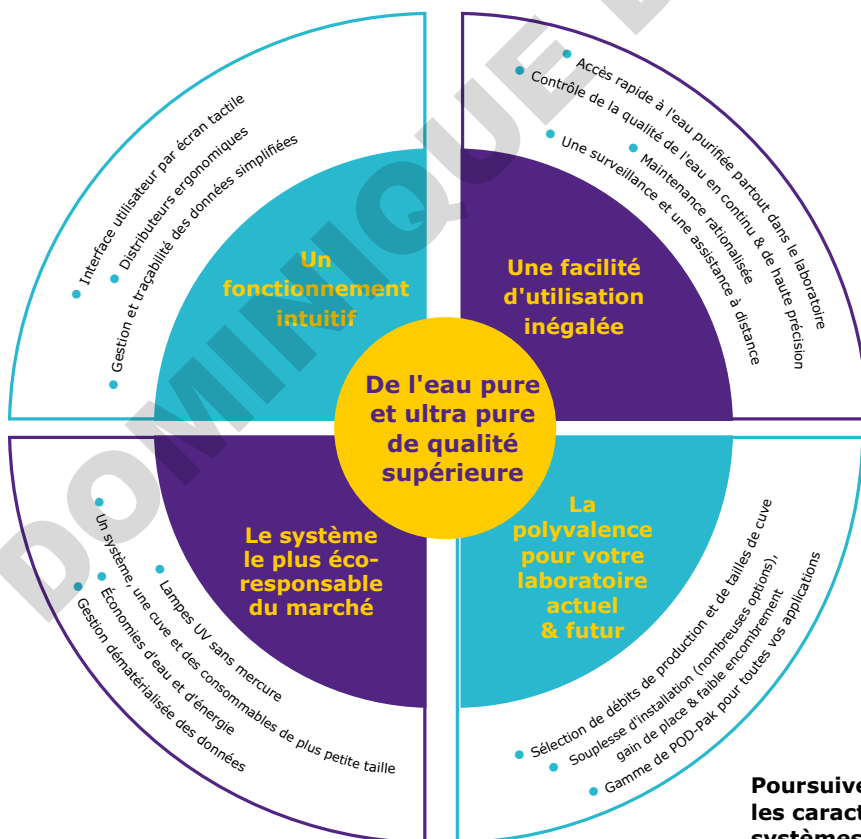 Interface utilisateur par écran tactile
Distributeurs ergonomiques
Gestion et traçabilité des données simplifiées
Un
fonctionnement
intuitif
Accès rapide à l'eau purifiée partout dans le laboratoire
Contrôle de la qualité de l'eau en continu & de haute précision
Maintenance rationalisée
Une surveillance et une assistance à distance
Une facilité
d'utilisation
inégalée
De l'eau pure
et ultra pure
de qualité
supérieure
Le système
le plus éco-
responsable
du marché
Lampes UV sans mercure
Un système, une cuve et des consommables de plus petite taille
Économies d'eau et d'énergie
Gestion dématérialisée des données
La
polyvalence
pour votre
laboratoire
actuel
& futur
Sélection de débits de production et de tailles de cuve
Souplesse d'installation (nombreuses options),
gain de place & faible encombrement
Gamme de POD-Pak pour toutes vos applications
Poursuive
les caract
systèmes
DOMINIQUE